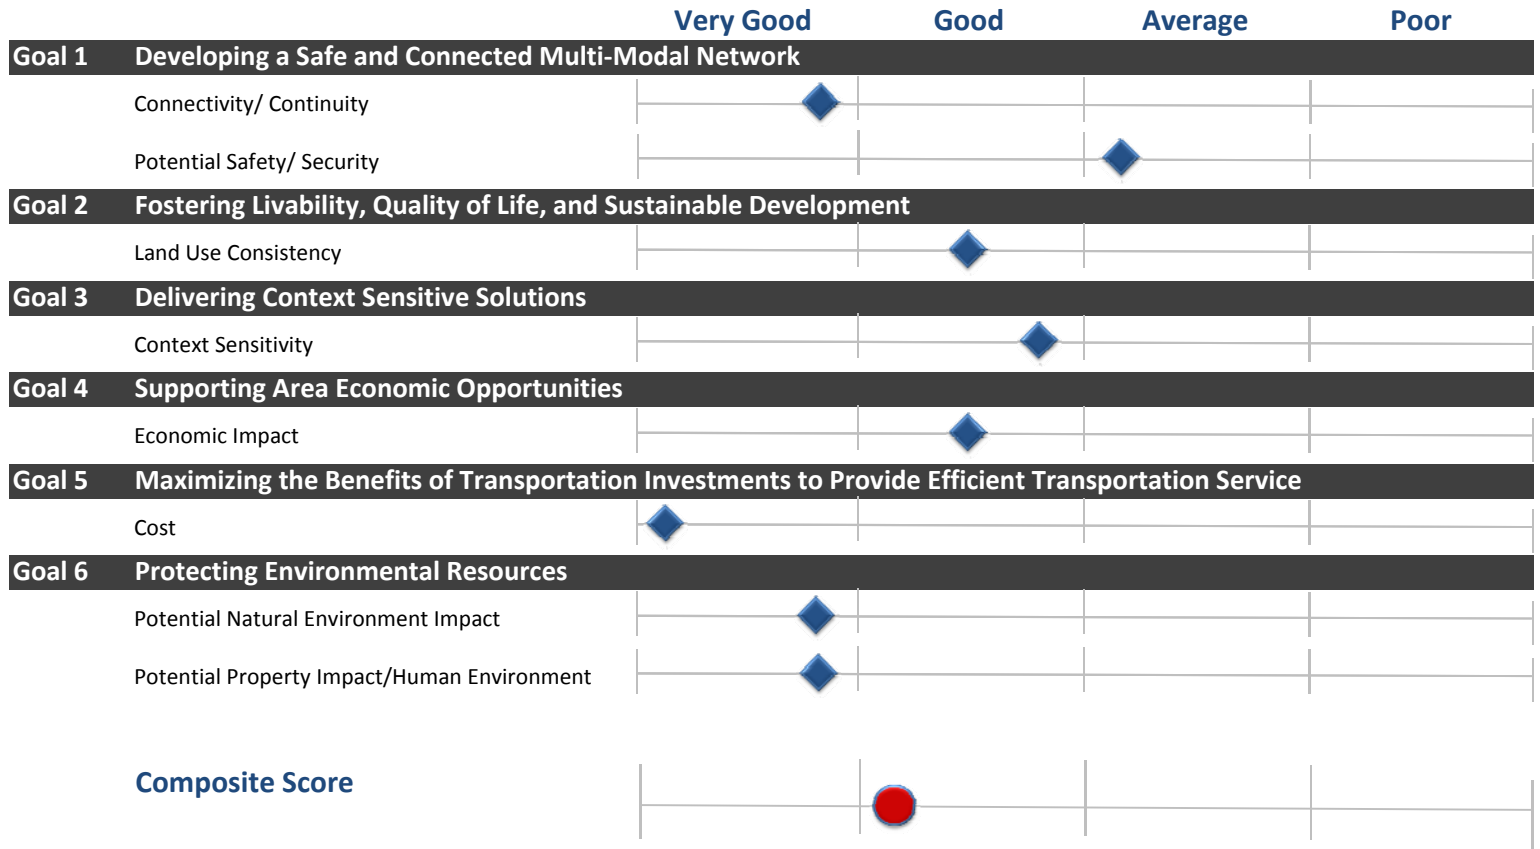 Very Good Good Average Poor
Goal 1 Developing a Safe and Connected Multi-Modal Network
Connectivity/ Continuity
Potential Safety/ Security
Goal 2 Fostering Livability, Quality of Life, and Sustainable Development
Land Use Consistency
Goal 3 Delivering Context Sensitive Solutions
Context Sensitivity
Goal 4 Supporting Area Economic Opportunities
Economic Impact
Goal 5 Maximizing the Benefits of Transportation Investments to Provide Efficient Transportation Service
Cost
Goal 6 Protecting Environmental Resources
Potential Natural Environment Impact
Potential Property Impact/Human Environment
Composite Score